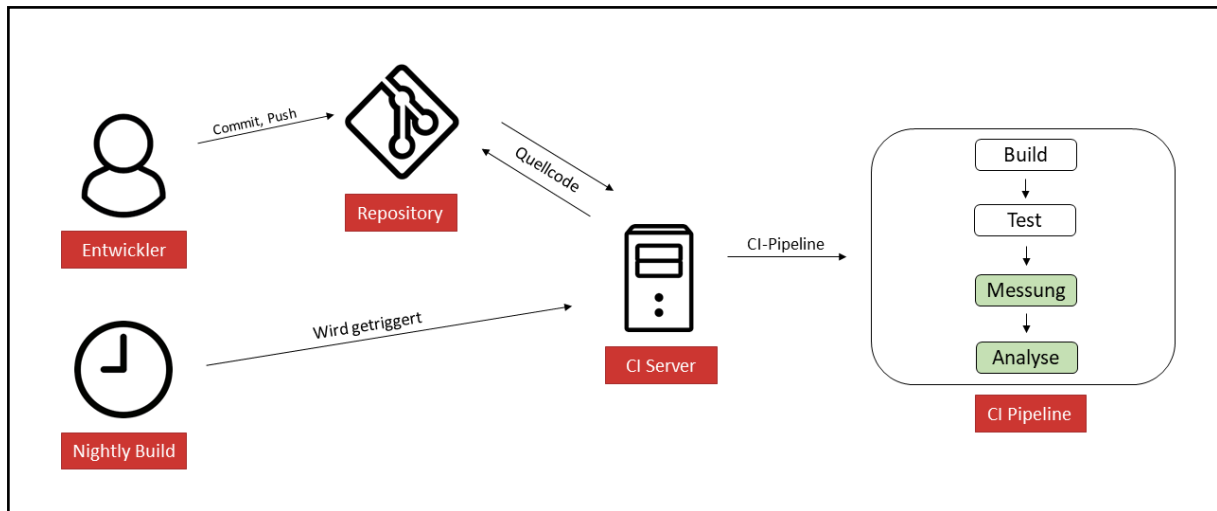 Commit, Push
Repository
Entwickler
Quellcode
Wird getriggert
Nightly Build
CI Server
CI-Pipeline
Build
Test
Messung
Analyse
CI Pipeline